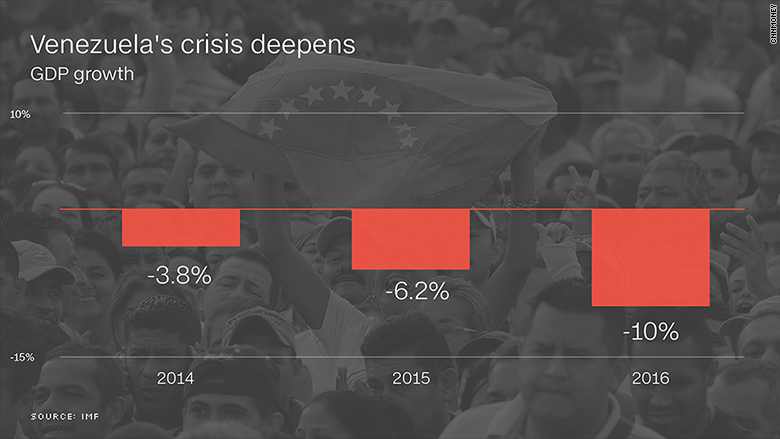 Venezuela's crisis deepens
GDP growth
CNNMONEY
10%
-3.8%
-6.2%
-10%
-15%
2014
2015
2016
SOURCE: IMF